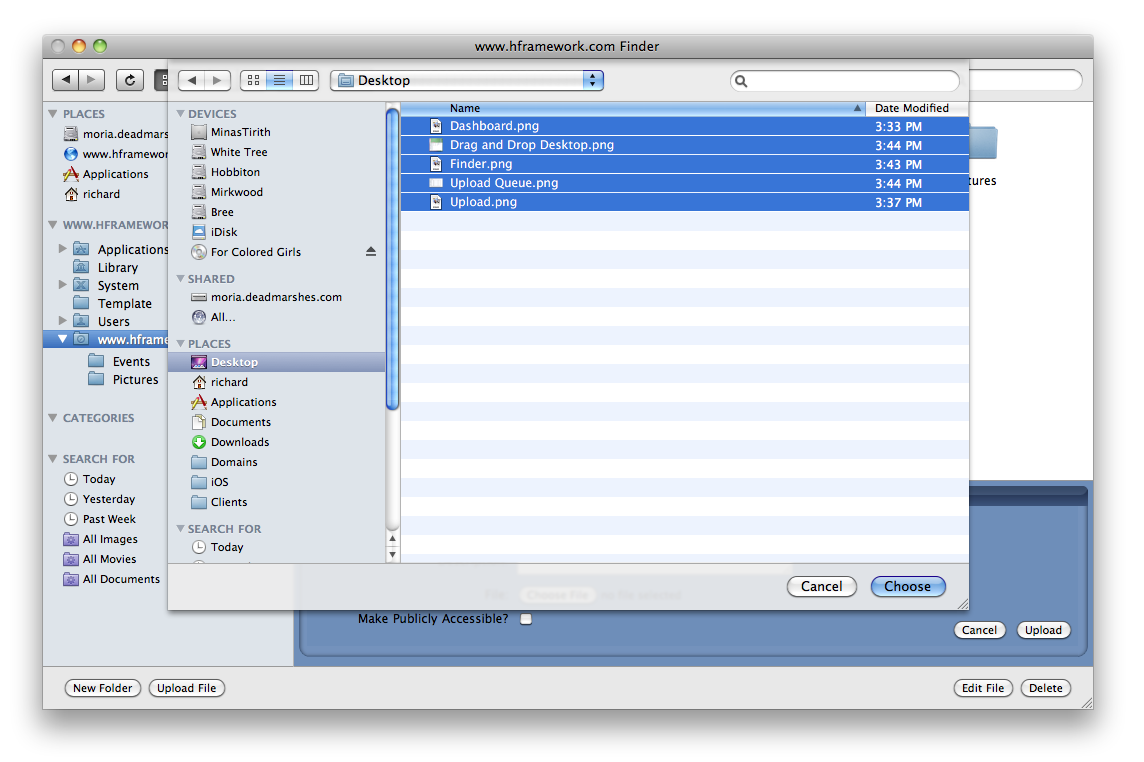 www.hframework.com Finder
Desktop
PLACES
moria.deadmars
www.hframewor
Applications
richard
WWW.HFRAMEWOR
Applications
Library
System
Template
Users
www.hframe
Events
Pictures
CATEGORIES
SEARCH FOR
Today
Yesterday
Past Week
All Images
All Movies
All Documents
DEVICES
MinasTirith
White Tree
Hobbiton
Mirkwood
Bree
iDisk
For Colored Girls
SHARED
moria.deadmarshes.com
All...
PLACES
Desktop
richard
Applications
Documents
Downloads
Domains
iOS
Clients
SEARCH FOR
Today
Name Date Modified
Dashboard.png 3:33 PM
Drag and Drop Desktop.png 3:44 PM
Finder.png 3:43 PM
Upload Queue.png 3:44 PM
Upload.png 3:37 PM
tures
Cancel Choose
Make Publicly Accessible?
Cancel Upload
New Folder Upload File Edit File Delete